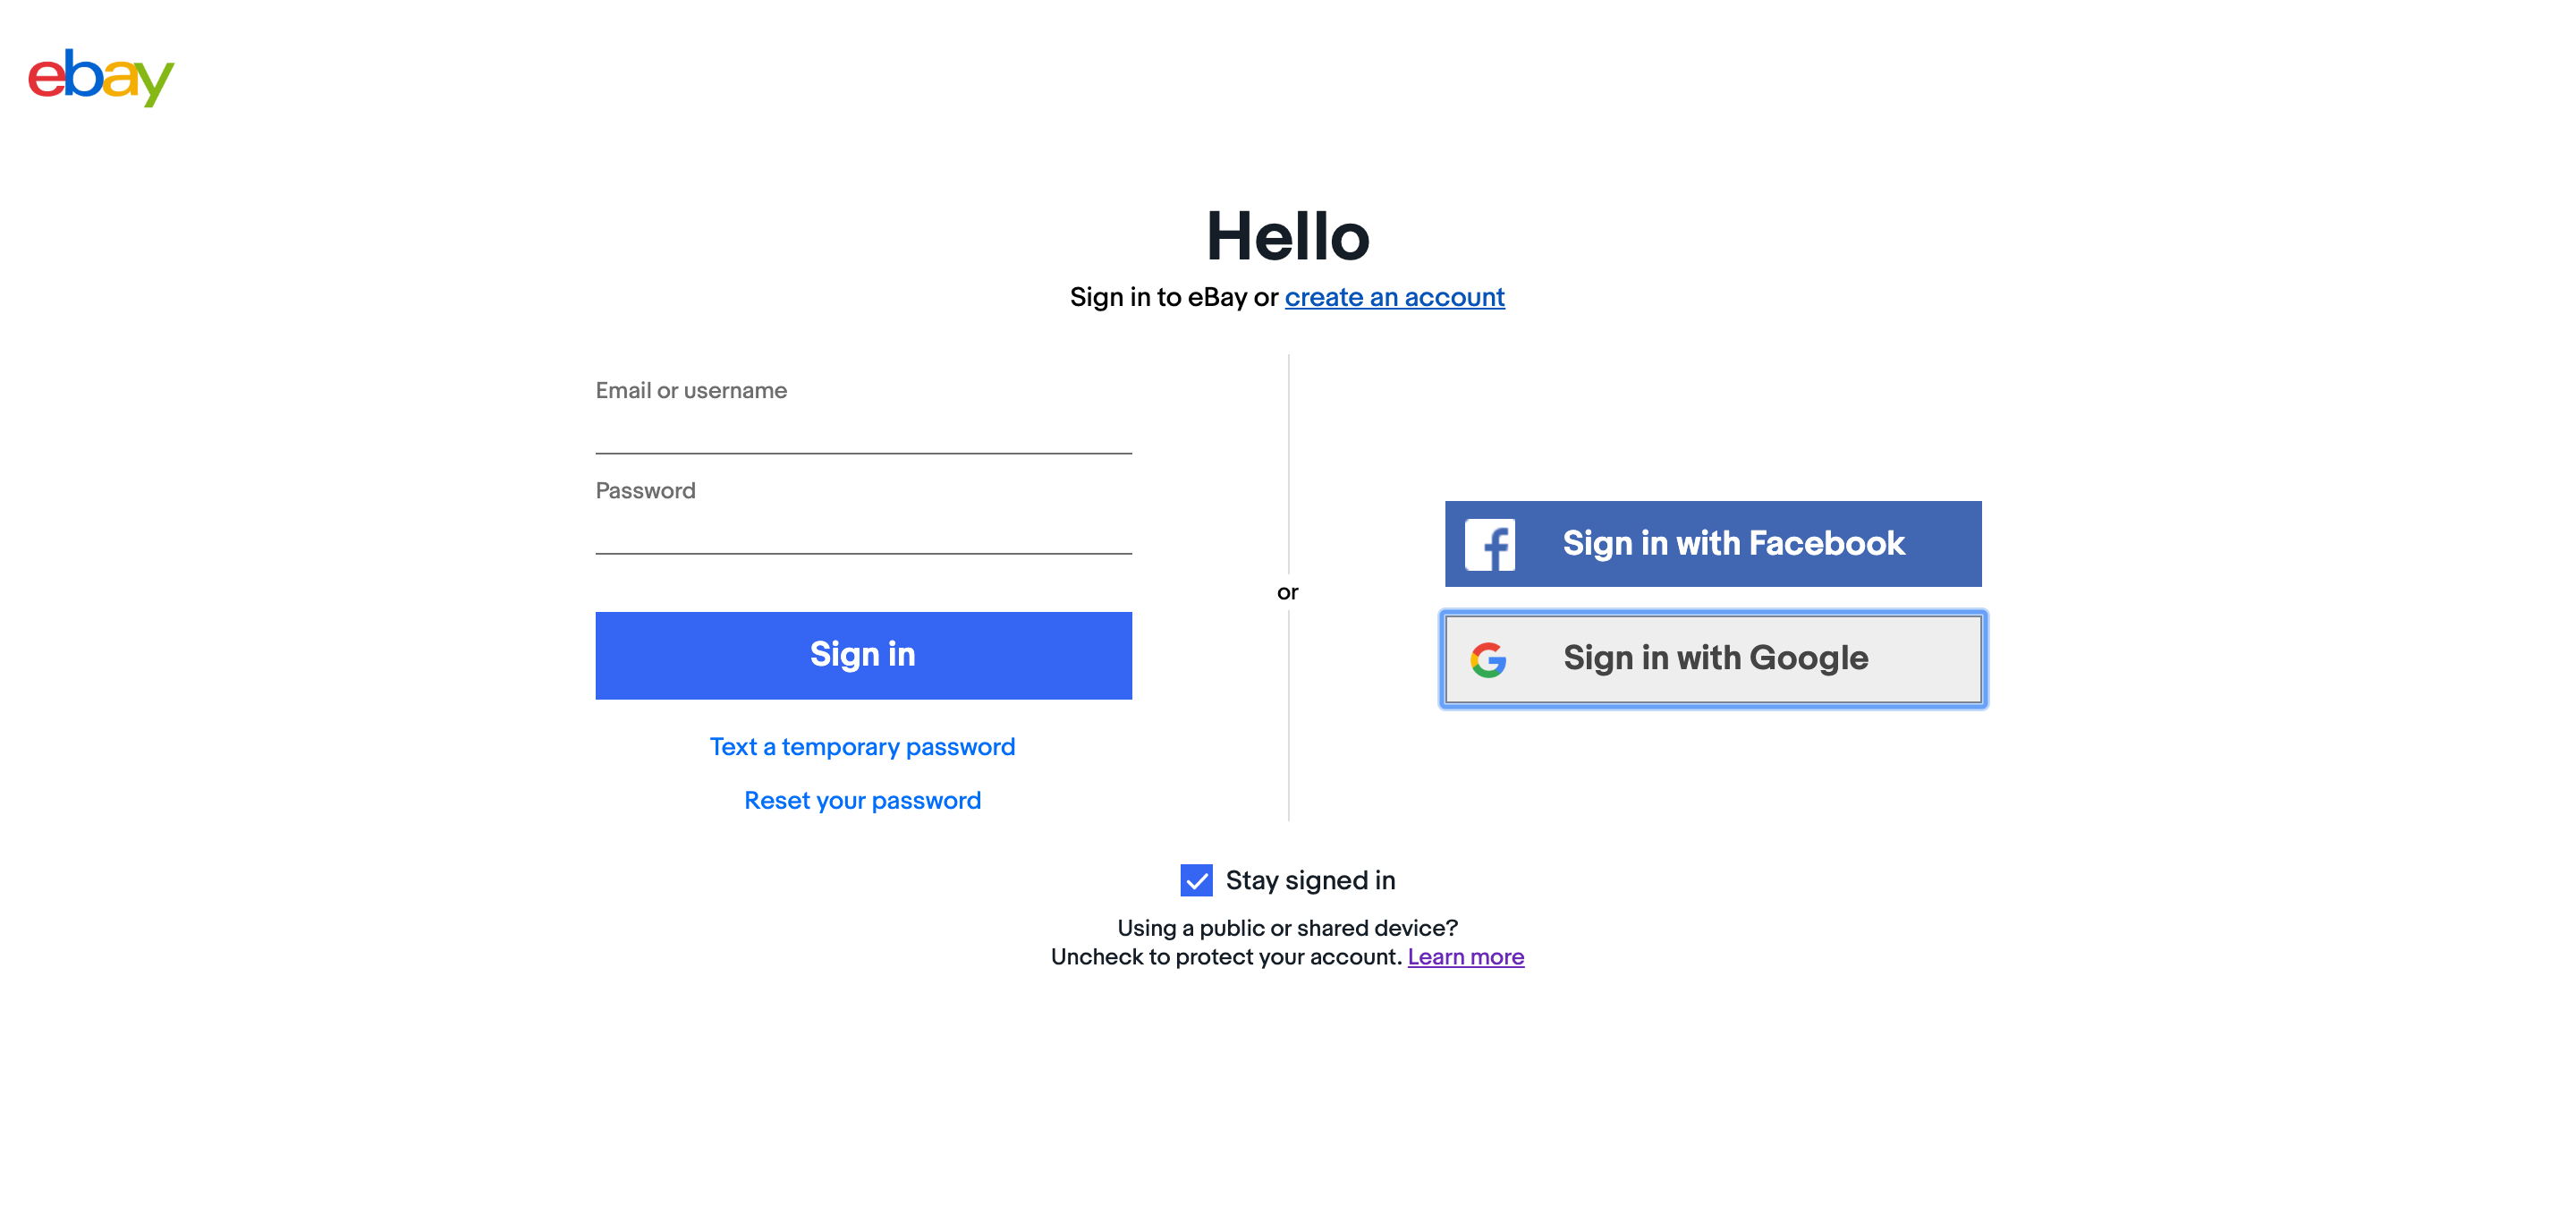 ebay
Hello
Sign in to eBay or create an account
Email or username
Password
Sign in
Text a temporary password
Reset your password
or
Sign in with Facebook
Sign in with Google
Stay signed in
Using a public or shared device?
Uncheck to protect your account. Learn more